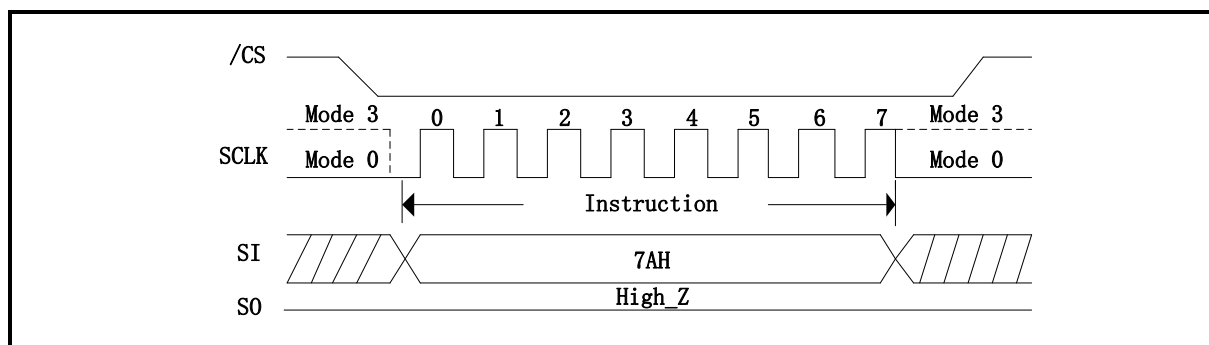 /CS
Mode 3 0 1 2 3 4 5 6 7 Mode 3
SCLK Mode 0 Mode 0
Instruction
SI 7AH
High_Z
SO